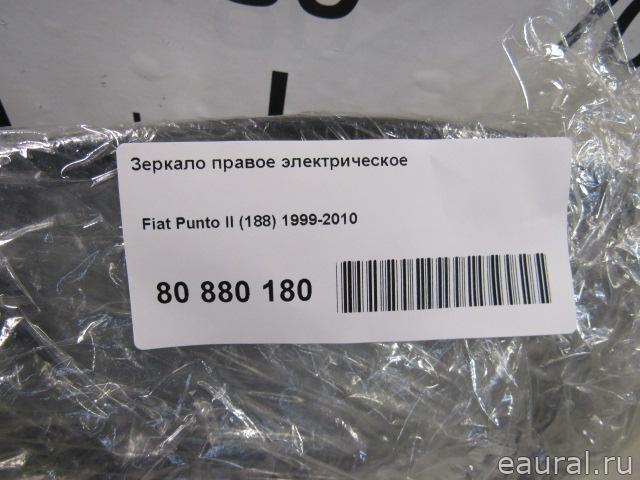 Зеркало правое электрическое
Fiat Punto II (188) 1999-2010
80 880 180
eaural.ru